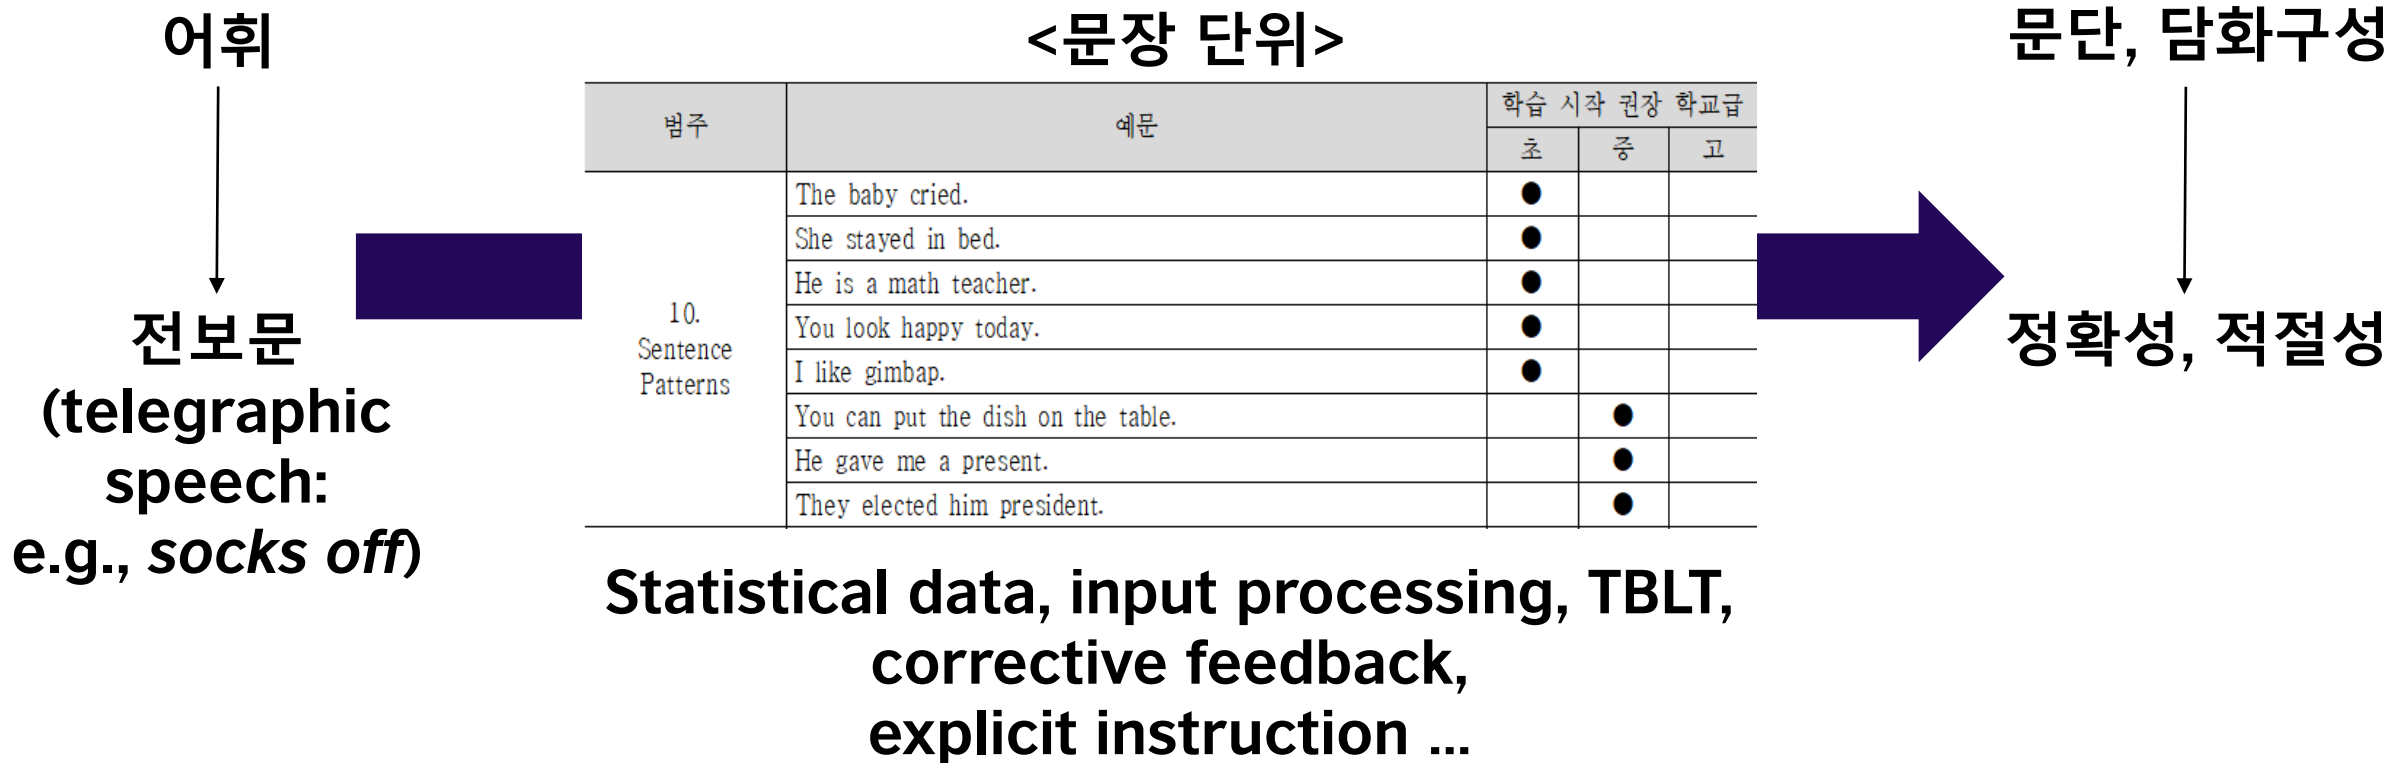 어휘
전보문
(telegraphic
speech:
e.g., socks off)
<문장 단위>
범주 예문 학습 시작 권장 학교급
초 중 고
10.
Sentence
Patterns
The baby cried. ●
She stayed in bed. ●
He is a math teacher. ●
You look happy today. ●
I like gimbap. ●
You can put the dish on the table. ●
He gave me a present. ●
They elected him president. ●
Statistical data, input processing, TBLT,
corrective feedback,
explicit instruction ...
문단, 담화구성
정확성, 적절성